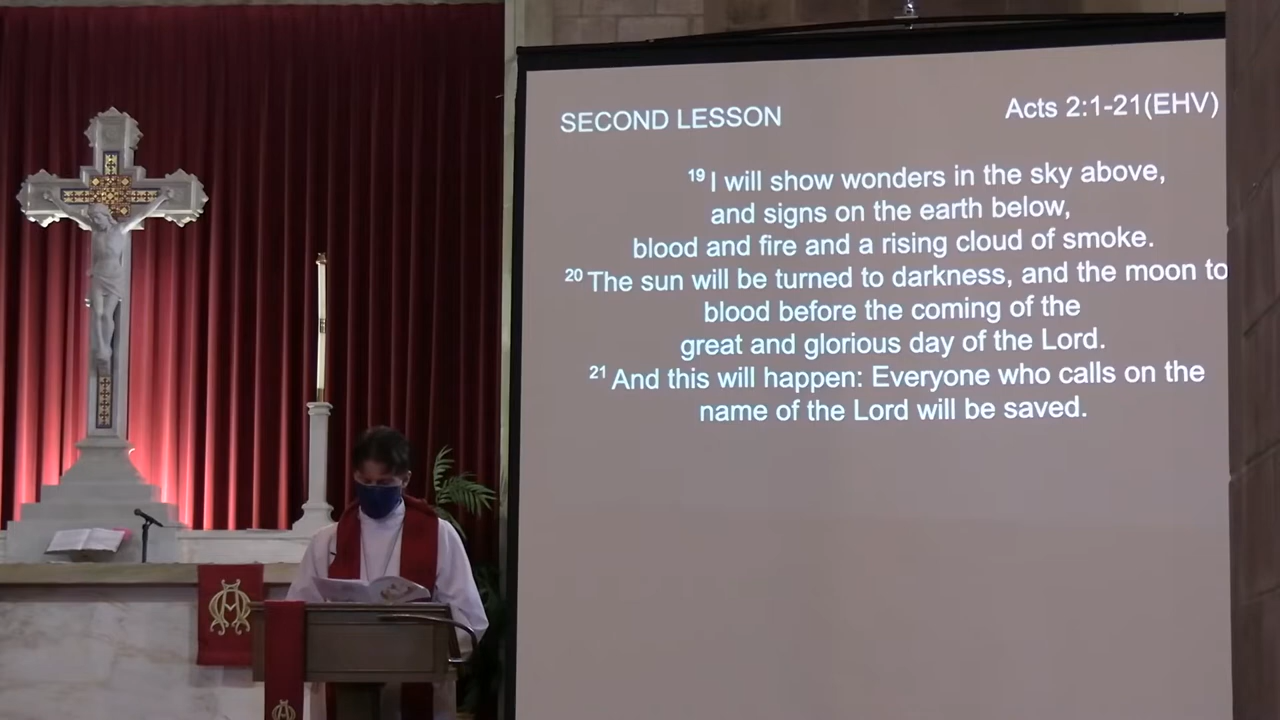 SECOND LESSON
Acts 2:1-21(EHV)
19 I will show wonders in the sky above,
and signs on the earth below,
blood and fire and a rising cloud of smoke.
20 The sun will be turned to darkness, and the moon to
blood before the coming of the
great and glorious day of the Lord.
21 And this will happen: Everyone who calls on the
name of the Lord will be saved.